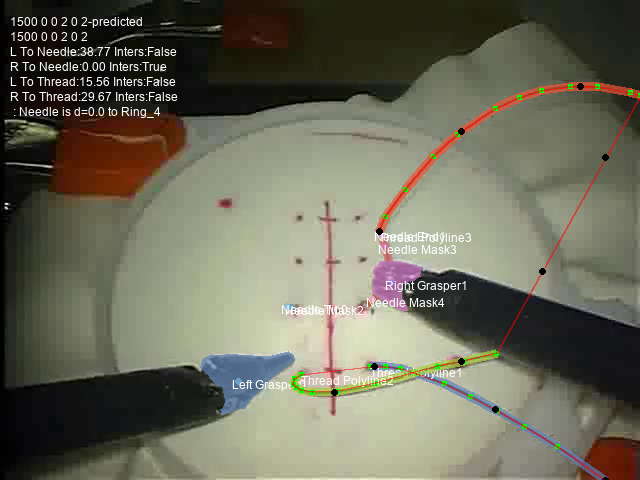 1500 0 0 2 0 2-predicted
1500 0 0 2 0 2
L To Needle:38.77 Inters:False
R To Needle:0.00 Inters:True
L To Thread:15.56 Inters:False
R To Thread:29.67 Inters:False
: Needle is d=0.0 to Ring_4
Thread Polyline3
Needle Mask3
Right Grasper1
Needle Mask4
Needle Mask2
Thread Polyline1
Thread Polyline2
Left Grasper